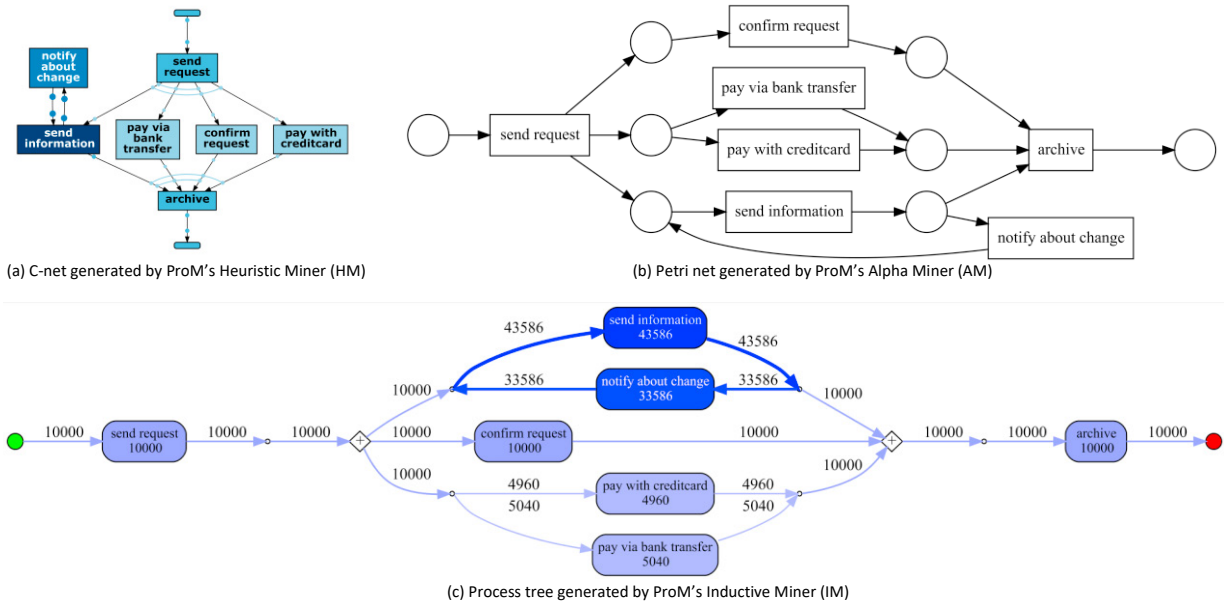 notify
about
change
send
request
send
information
pay via
bank
transfer
confirm
request
pay with
creditcard
archive
(a) C-net generated by ProM's Heuristic Miner (HM)
confirm request
pay via bank transfer
send request
pay with creditcard
archive
send information
notify about change
(b) Petri net generated by ProM's Alpha Miner (AM)
43586
send information
43586
43586
10000
33586
notify about change
33586
33586
10000
10000
send request
10000
10000
10000
10000
confirm request
10000
10000
10000
10000
archive
10000
10000
10000
4960
pay with creditcard
4960
4960
10000
5040
5040
pay via bank transfer
5040
(c) Process tree generated by ProM's Inductive Miner (IM)